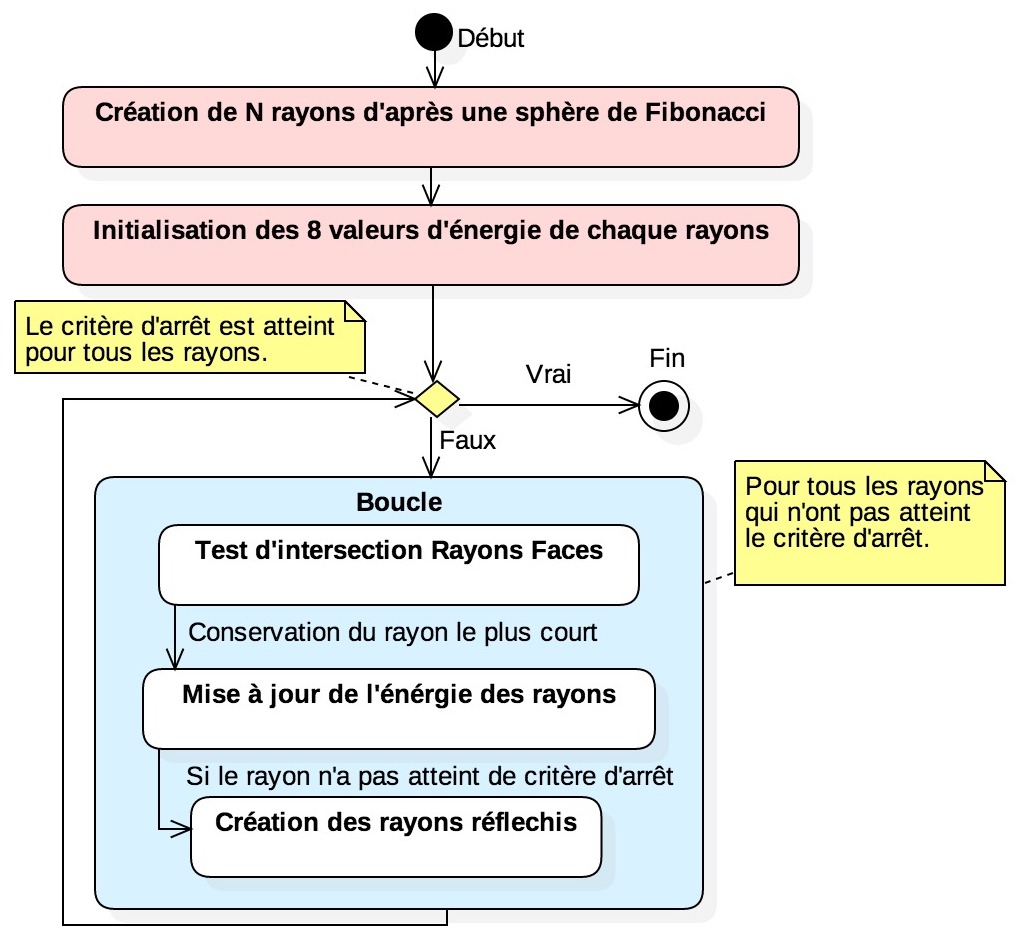 Début
Création de N rayons d'après une sphère de Fibonacci
Initialisation des 8 valeurs d'énergie de chaque rayons
Le critère d'arrêt est atteint
pour tous les rayons.
Vrai
Fin
Faux
Boucle
Pour tous les rayons
qui n'ont pas atteint
le critère d'arrêt.
Test d'intersection Rayons Faces
Conservation du rayon le plus court
Mise à jour de l'énérgie des rayons
Si le rayon n'a pas atteint de critère d'arrêt
Création des rayons réflechis